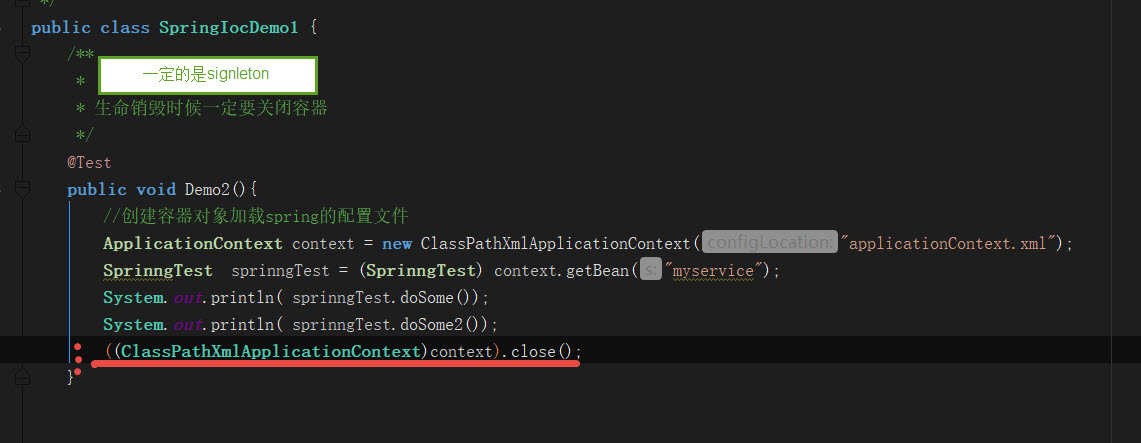 */
public class SpringIocDemo1 {
/**
* 一定的是signleton
* 生命销毁时候一定要关闭容器
*/
@Test
public void Demo2(){
//创建容器对象加载spring的配置文件
ApplicationContext context = new ClassPathXmlApplicationContext( configLocation: "applicationContext.xml");
SprinngTest sprinngTest = (SprinngTest) context.getBean( s: "myservice");
System.out.println( sprinngTest.doSome());
System.out.println( sprinngTest.doSome2());
((ClassPathXmlApplicationContext)context).close();
}